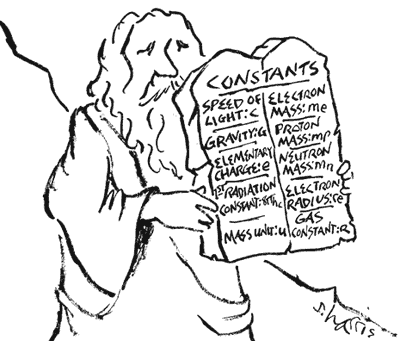 CONSTANTS
SPEED OF
LIGHT:c
GRAVITY:G
ELEMENTARY
CHARGE:e
1ST RADIATION
CONSTANT:8πhc
MASS UNIT:u
ELECTRON
MASS:me
PROTON
MASS:mp
NEUTRON
MASS:mn
ELECTRON
RADIUS:re
GAS
CONSTANT:R
S. Harris